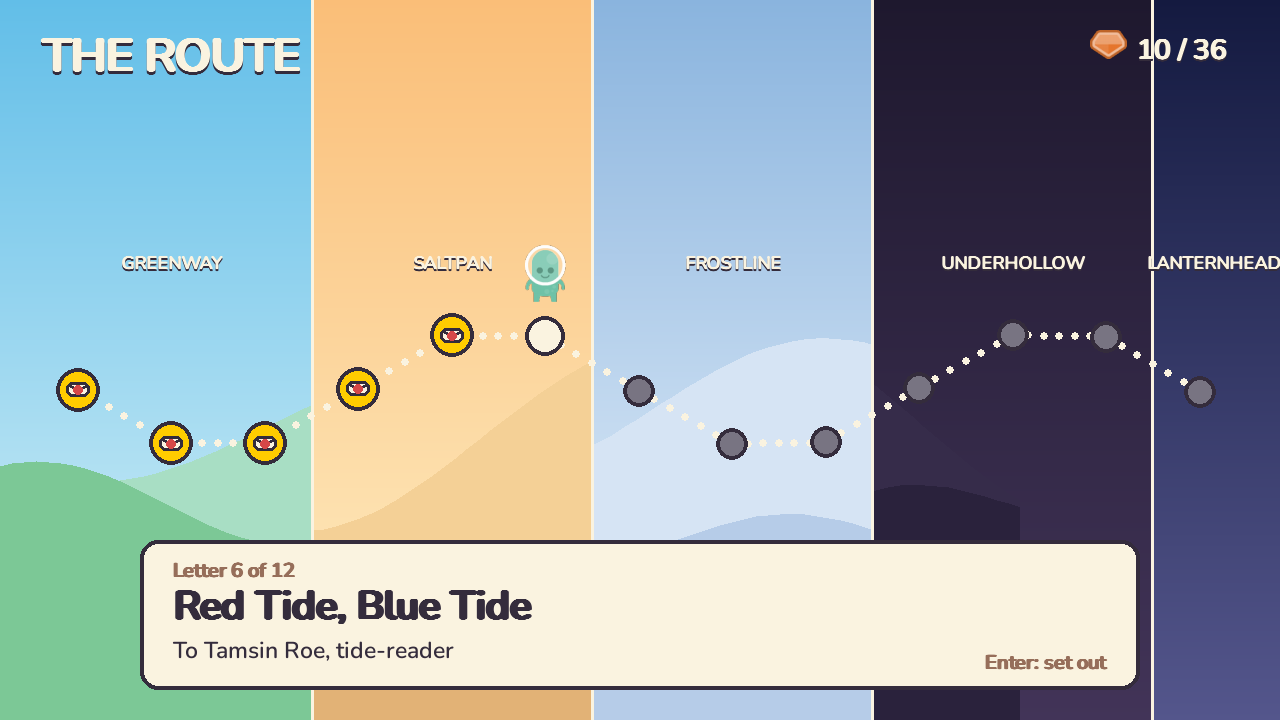 THE ROUTE
10 / 36
GREENWAY
SALTPAN
FROSTLINE
UNDERHOLLOW
LANTERNHEAD
Letter 6 of 12
Red Tide, Blue Tide
To Tamsin Roe, tide-reader
Enter: set out